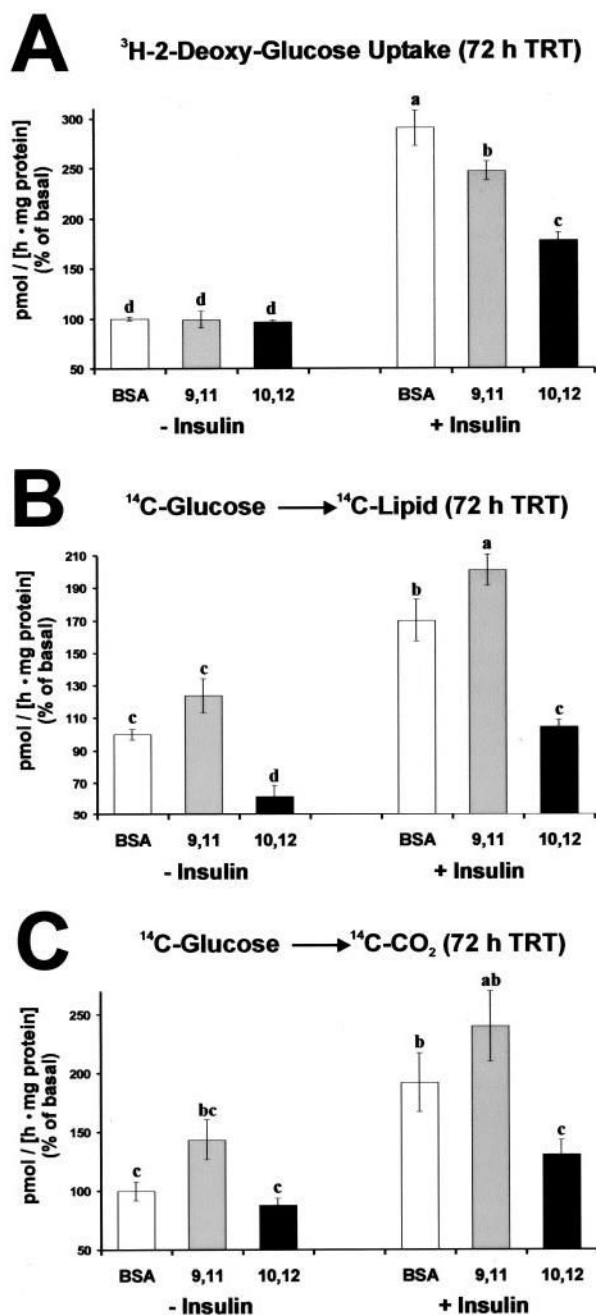 A
³H-2-Deoxy-Glucose Uptake (72 h TRT)
pmol / [h • mg protein]
(% of basal)
300
250
200
150
100
50
d
d
d
a
b
c
BSA 9,11 10,12 BSA 9,11 10,12
- Insulin + Insulin
B
¹⁴C-Glucose → ¹⁴C-Lipid (72 h TRT)
pmol / [h • mg protein]
(% of basal)
210
190
170
150
130
110
90
70
50
c
c
d
b
a
c
BSA 9,11 10,12 BSA 9,11 10,12
- Insulin + Insulin
C
¹⁴C-Glucose → ¹⁴C-CO₂ (72 h TRT)
pmol / [h • mg protein]
(% of basal)
250
200
150
100
50
c
bc
c
b
ab
c
BSA 9,11 10,12 BSA 9,11 10,12
- Insulin + Insulin